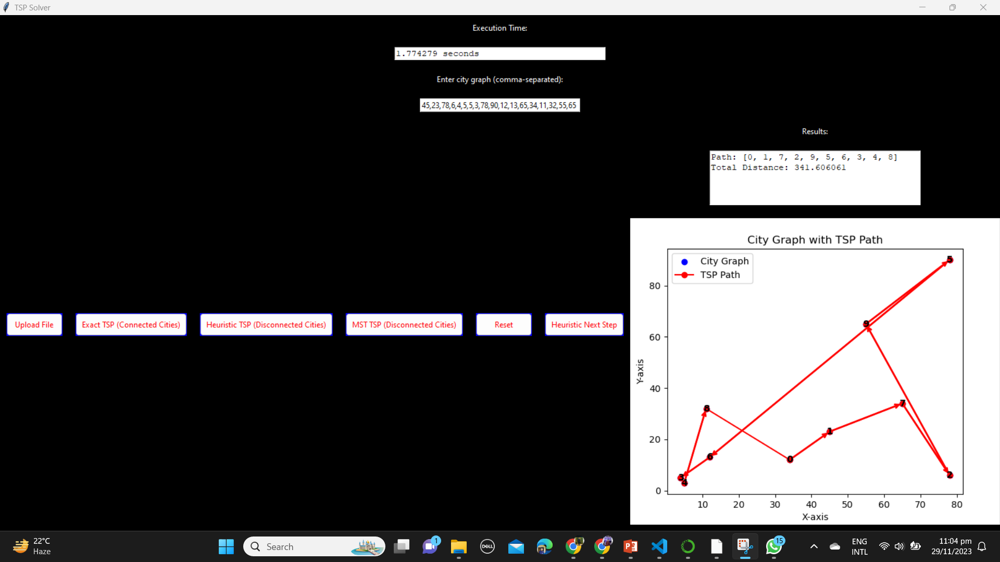 TSP Solver
Execution Time:
1.774279 seconds
Enter city graph (comma-separated):
45,23,78,6,4,5,5,3,78,90,12,13,65,34,11,32,55,65
Results:
Path: [0, 1, 7, 2, 9, 5, 6, 3, 4, 8]
Total Distance: 341.606061
Upload File
Exact TSP (Connected Cities)
Heuristic TSP (Disconnected Cities)
MST TSP (Disconnected Cities)
Reset
Heuristic Next Step
City Graph with TSP Path
City Graph
TSP Path
80
60
40
20
0
Y-axis
5
9
8
7
1
6
0
3
4
2
10 20 30 40 50 60 70 80
X-axis
22°C
Haze
Search
1
DELL
15
ENG
INTL
11:04 pm
29/11/2023